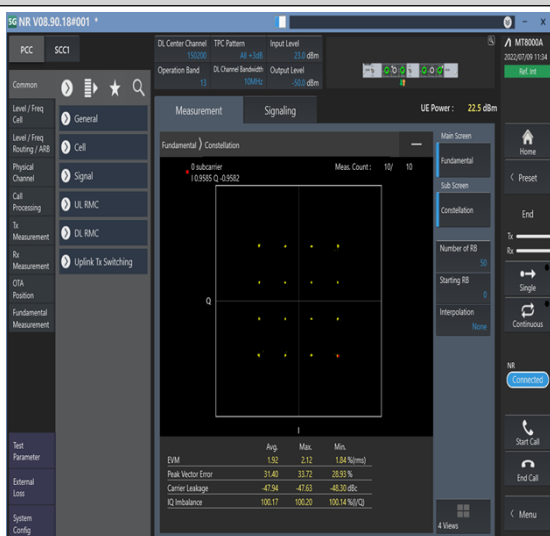 5G NR V08.90.18#001 *
PCC
SCC1
DL Center Channel
150200
TPC Pattern
All +3dB
Input Level
23.0 dBm
Operation Band
13
DL Channel Bandwidth
10MHz
Output Level
-50.0 dBm
MT8000A
2022/07/09 11:34
Ref. Int
Common
Level / Freq
Cell
Level / Freq
Routing / ARB
Physical
Channel
Call
Processing
Tx
Measurement
Rx
Measurement
OTA
Position
Fundamental
Measurement
Test
Parameter
External
Loss
System
Config
General
Cell
Signal
UL RMC
DL RMC
Uplink Tx Switching
Measurement
Signaling
UE Power : 22.5 dBm
Fundamental ❭ Constellation
0 subcarrier
I 0.9585 Q -0.9582
Meas. Count : 10/ 10
Q
I
Avg. Max. Min.
EVM 1.92 2.12 1.84 %(rms)
Peak Vector Error 31.40 33.72 28.93 %
Carrier Leakage -47.94 -47.63 -48.30 dBc
IQ Imbalance 100.17 100.20 100.14 %(I/Q)
Main Screen
Fundamental
Sub Screen
Constellation
Number of RB
50
Starting RB
0
Interpolation
None
4 Views
Home
Preset
End
Tx
Rx
Single
Continuous
NR
Connected
Start Call
End Call
Menu